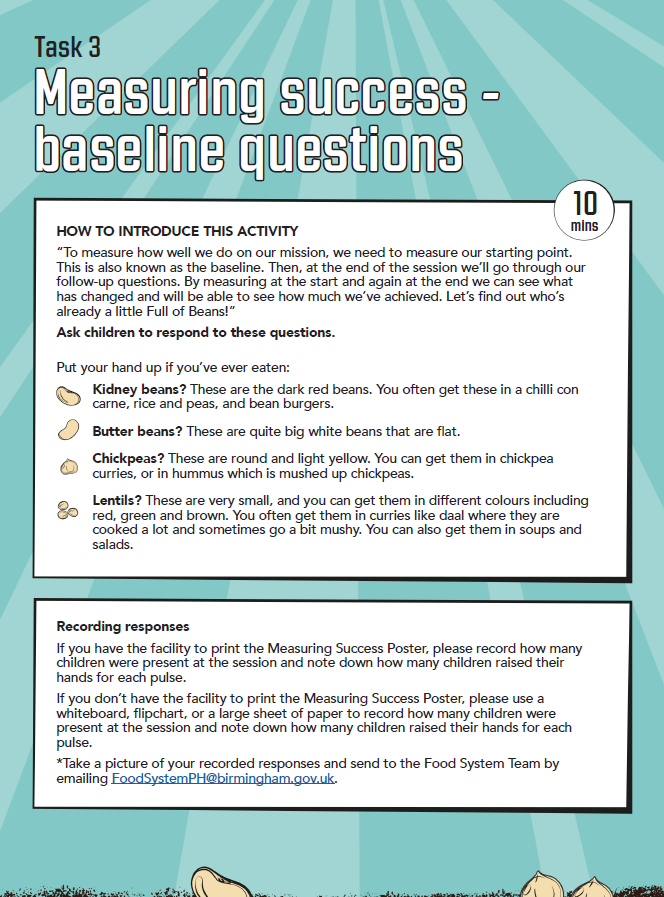 Task 3
Measuring success -
baseline questions
10
mins
HOW TO INTRODUCE THIS ACTIVITY
“To measure how well we do on our mission, we need to measure our starting point.
This is also known as the baseline. Then, at the end of the session we’ll go through our
follow-up questions. By measuring at the start and again at the end we can see what
has changed and will be able to see how much we’ve achieved. Let’s find out who’s
already a little Full of Beans!”
Ask children to respond to these questions.
Put your hand up if you’ve ever eaten:
Kidney beans? These are the dark red beans. You often get these in a chilli con
carne, rice and peas, and bean burgers.
Butter beans? These are quite big white beans that are flat.
Chickpeas? These are round and light yellow. You can get them in chickpea
curries, or in hummus which is mushed up chickpeas.
Lentils? These are very small, and you can get them in different colours including
red, green and brown. You often get them in curries like daal where they are
cooked a lot and sometimes go a bit mushy. You can also get them in soups and
salads.
Recording responses
If you have the facility to print the Measuring Success Poster, please record how many
children were present at the session and note down how many children raised their
hands for each pulse.
If you don’t have the facility to print the Measuring Success Poster, please use a
whiteboard, flipchart, or a large sheet of paper to record how many children were
present at the session and note down how many children raised their hands for each
pulse.
*Take a picture of your recorded responses and send to the Food System Team by
emailing FoodSystemPH@birmingham.gov.uk.